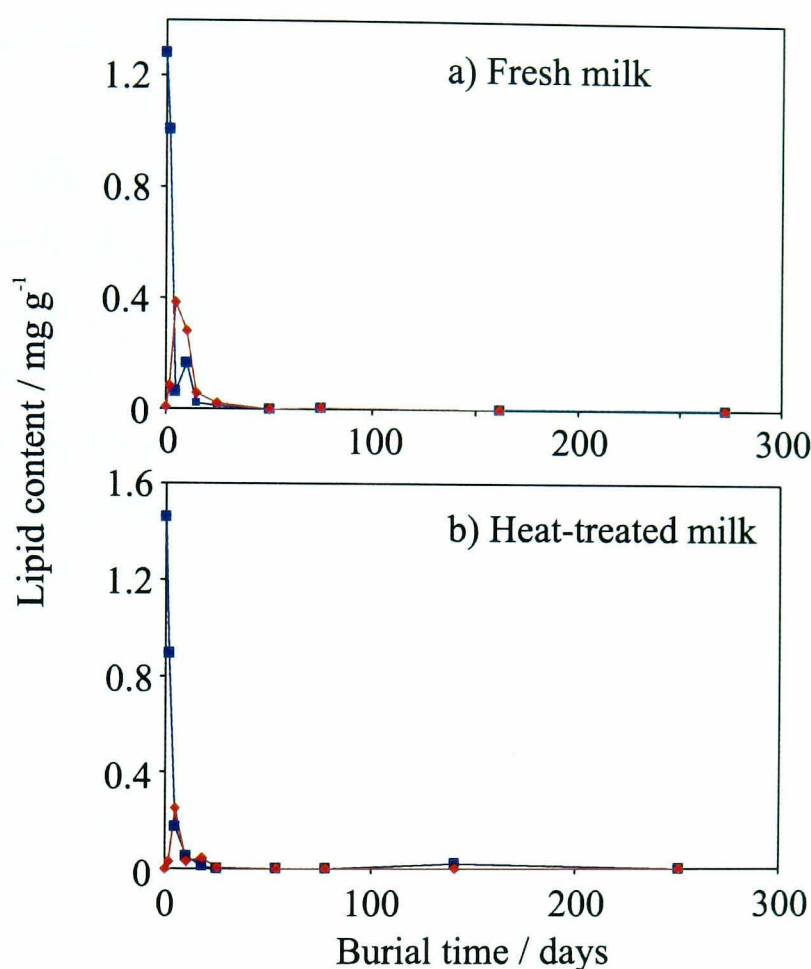 a) Fresh milk
1.2
0.8
0.4
0
0 100 200 300
Lipid content / mg g⁻¹
b) Heat-treated milk
1.6
1.2
0.8
0.4
0
0 100 200 300
Burial time / days